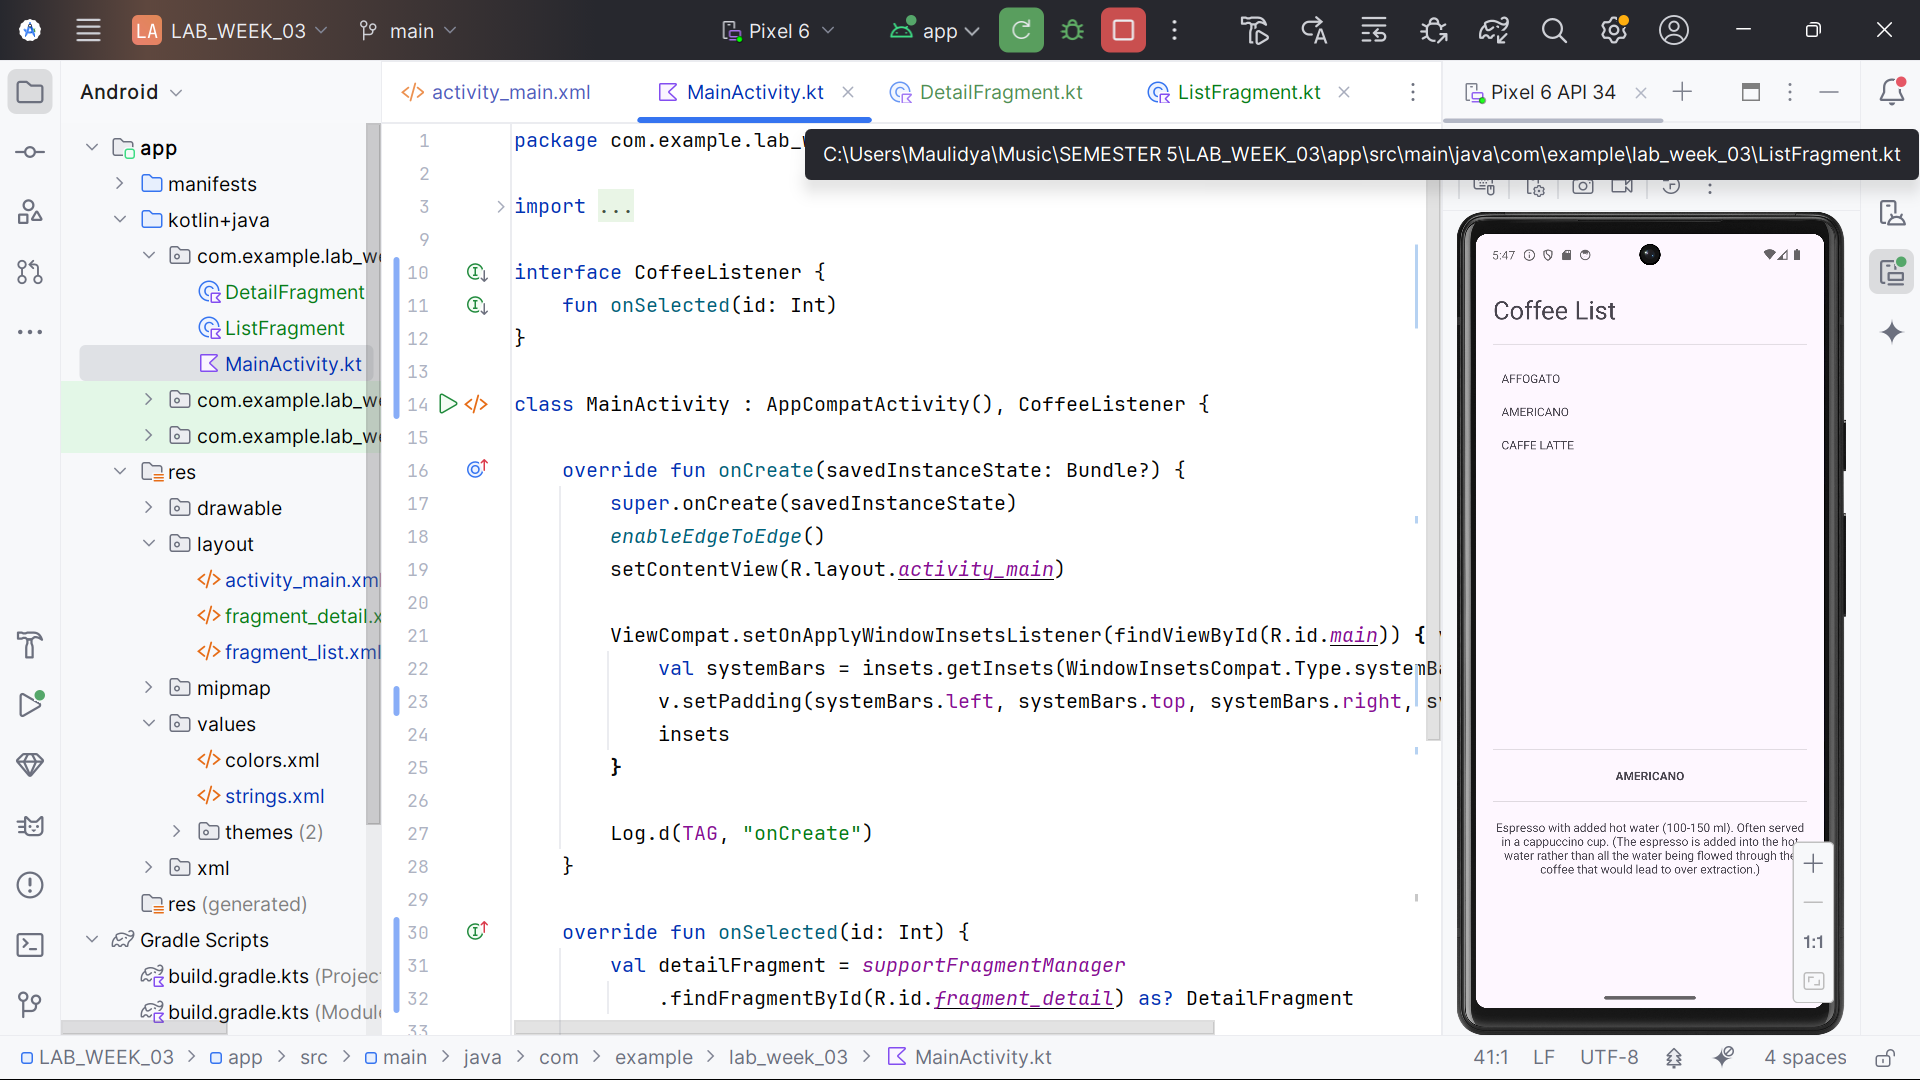 LA LAB_WEEK_03 main Pixel 6 app
Android
activity_main.xml MainActivity.kt DetailFragment.kt ListFragment.kt Pixel 6 API 34
C:\Users\Maulidya\Music\SEMESTER 5\LAB_WEEK_03\app\src\main\java\com\example\lab_week_03\ListFragment.kt
app
manifests
kotlin+java
com.example.lab_we
DetailFragment
ListFragment
MainActivity.kt
com.example.lab_we
com.example.lab_we
res
drawable
layout
activity_main.xml
fragment_detail.x
fragment_list.xml
mipmap
values
colors.xml
strings.xml
themes (2)
xml
res (generated)
Gradle Scripts
build.gradle.kts (Project
build.gradle.kts (Module
1 package com.example.lab_
2
3 import ...
9
10 interface CoffeeListener {
11 fun onSelected(id: Int)
12 }
13
14 class MainActivity : AppCompatActivity(), CoffeeListener {
15
16 override fun onCreate(savedInstanceState: Bundle?) {
17 super.onCreate(savedInstanceState)
18 enableEdgeToEdge()
19 setContentView(R.layout.activity_main)
20
21 ViewCompat.setOnApplyWindowInsetsListener(findViewById(R.id.main)) {
22 val systemBars = insets.getInsets(WindowInsetsCompat.Type.systemBa
23 v.setPadding(systemBars.left, systemBars.top, systemBars.right, sy
24 insets
25 }
26
27 Log.d(TAG, "onCreate")
28 }
29
30 override fun onSelected(id: Int) {
31 val detailFragment = supportFragmentManager
32 .findFragmentById(R.id.fragment_detail) as? DetailFragment
33
5:47
Coffee List
AFFOGATO
AMERICANO
CAFFE LATTE
AMERICANO
Espresso with added hot water (100-150 ml). Often served
in a cappuccino cup. (The espresso is added into the hot
water rather than all the water being flowed through the
coffee that would lead to over extraction.)
1:1
LAB_WEEK_03 app src main java com example lab_week_03 MainActivity.kt 41:1 LF UTF-8 4 spaces